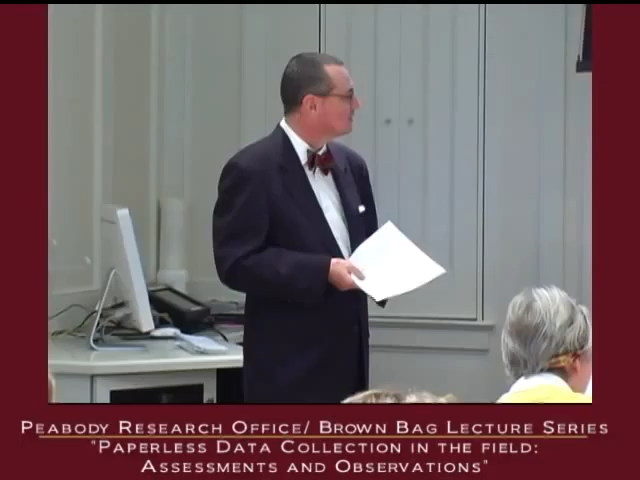 PEABODY RESEARCH OFFICE/ BROWN BAG LECTURE SERIES
"PAPERLESS DATA COLLECTION IN THE FIELD:
ASSESSMENTS AND OBSERVATIONS"